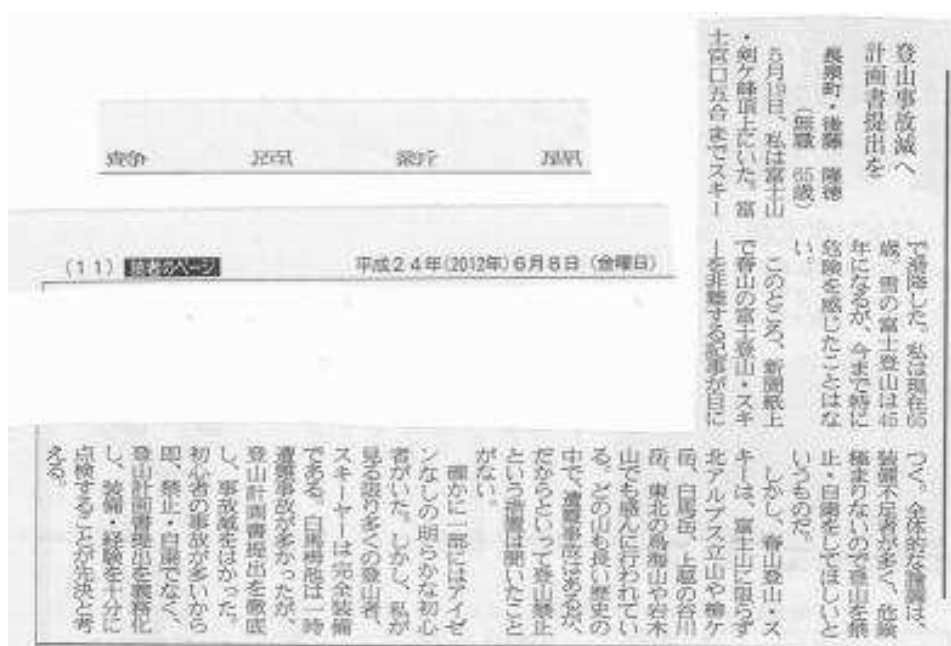 登山事故減へ
計画書提出を
長泉町・後藤 隆徳
(無職 65歳)
5月19日、私は富士山
・剣ケ峰頂上にいた。富
士宮口五合までスキー
で滑降した。私は現在65
歳。雪の富士登山は45
年になるが、今まで特に
危険を感じたことはな
い。
このところ、新聞紙上
で春山の富士登山・スキ
ーを非難する記事が目に
つく。全体的な論調は、
装備不足者が多く、危険
極まりないので登山を禁
止・自粛をしてほしいと
いうものだ。
しかし、春山登山・ス
キーは、富士山に限らず
北アルプス立山や槍ケ
岳、白馬岳、上越の谷川
岳、東北の鳥海山や岩木
山でも盛んに行われてい
る。どの山も長い歴史の
中で、遭難事故はあるが、
だからといって登山禁止
という措置は聞いたこと
がない。
確かに一部にはアイゼ
ンなしの明らかな初心
者がいた。しかし、私が
見る限り多くの登山者、
スキーヤーは完全装備
である。白馬栂池は一時
遭難事故が多かったが、
登山計画書提出を徹底
し、事故減をはかった。
初心者の事故が多いから
即、禁止・自粛でなく、
登山計画書提出を義務化
し、装備・経験を十分に
点検することが先決と考
える。
(11) 読者のページ 平成24年(2012年)6月8日 (金曜日)